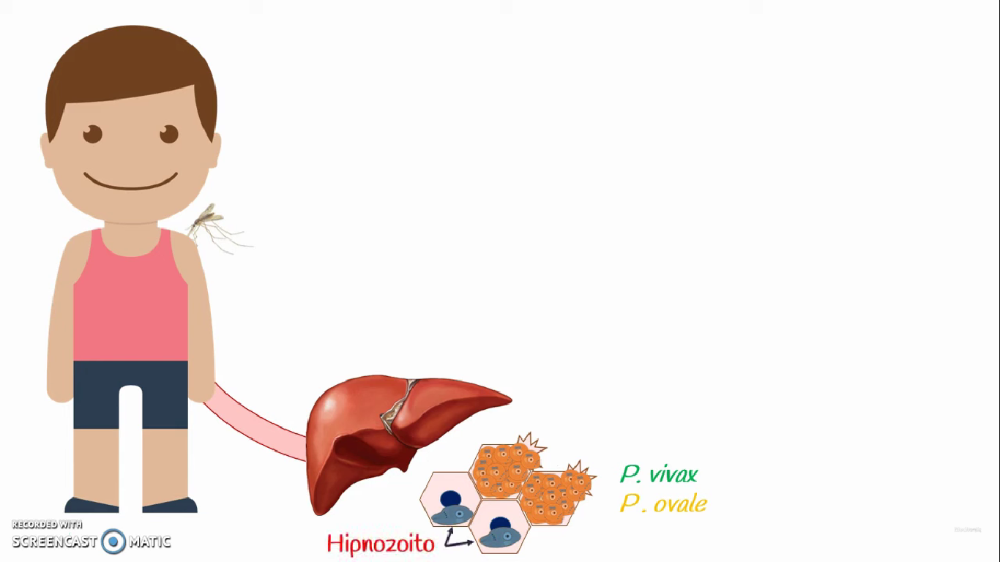 P. vivax
P. ovale
Hipnozoito
RECORDED WITH
SCREENCAST MATIC